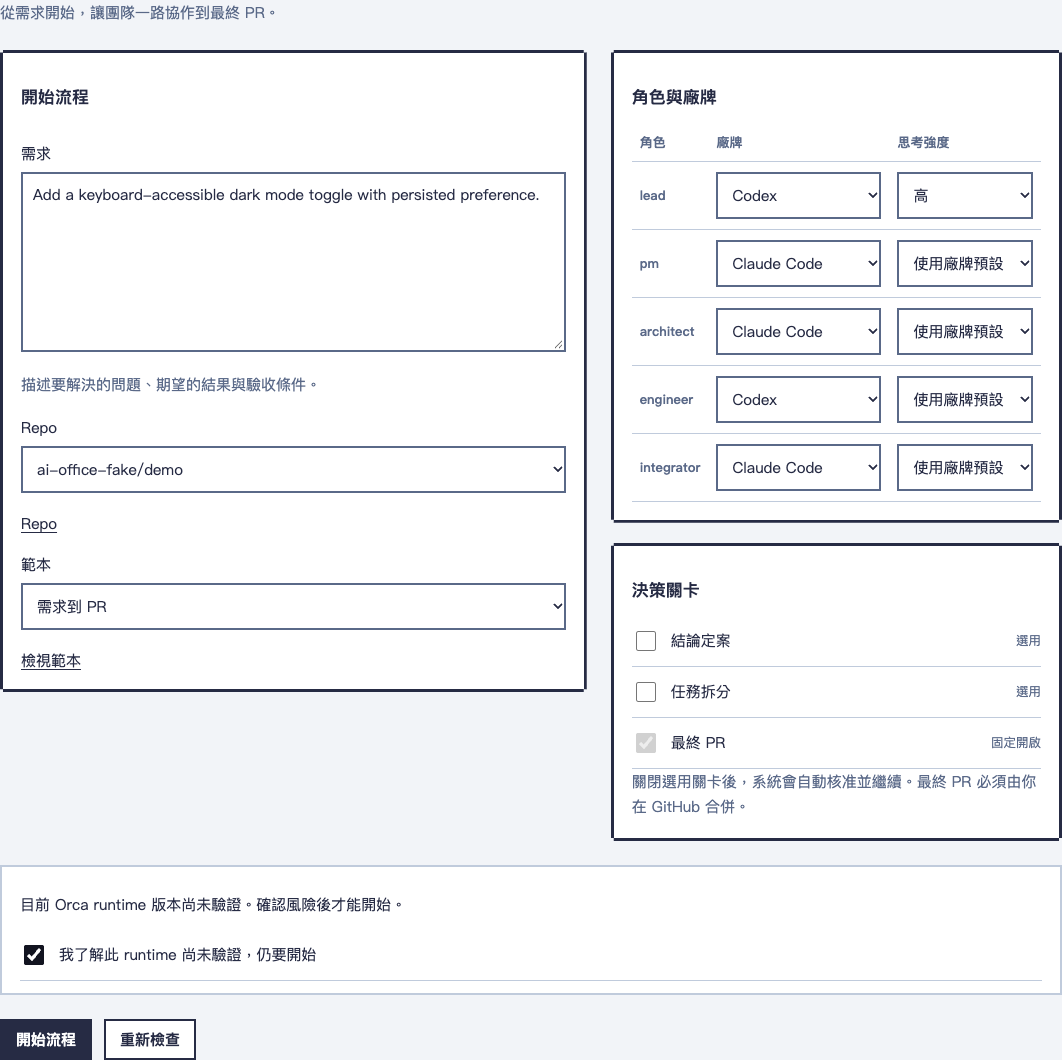 從需求開始，讓團隊一路協作到最終 PR。
開始流程
需求
Add a keyboard-accessible dark mode toggle with persisted preference.
描述要解決的問題、期望的結果與驗收條件。
Repo
ai-office-fake/demo
Repo
範本
需求到 PR
檢視範本
角色與廠牌
角色 廠牌 思考強度
lead Codex 高
pm Claude Code 使用廠牌預設
architect Claude Code 使用廠牌預設
engineer Codex 使用廠牌預設
integrator Claude Code 使用廠牌預設
決策關卡
結論定案 選用
任務拆分 選用
最終 PR 固定開啟
關閉選用關卡後，系統會自動核准並繼續。最終 PR 必須由你
在 GitHub 合併。
目前 Orca runtime 版本尚未驗證。確認風險後才能開始。
我了解此 runtime 尚未驗證，仍要開始
開始流程 重新檢查